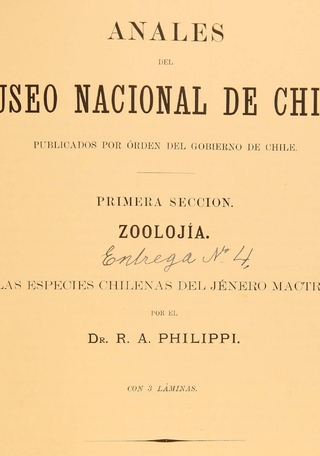 ANALES
DEL
USEO NACIONAL DE CHI
PUBLICADOS POR ÓRDEN DEL GOBIERNO DE CHILE.
PRIMERA SECCION.
ZOOLOJÍA.
Entrega No. 4,
LAS ESPECIES CHILENAS DEL JÉNERO MACTR
POR EL
DR. R. A. PHILIPPI.
CON 3 LÁMINAS.